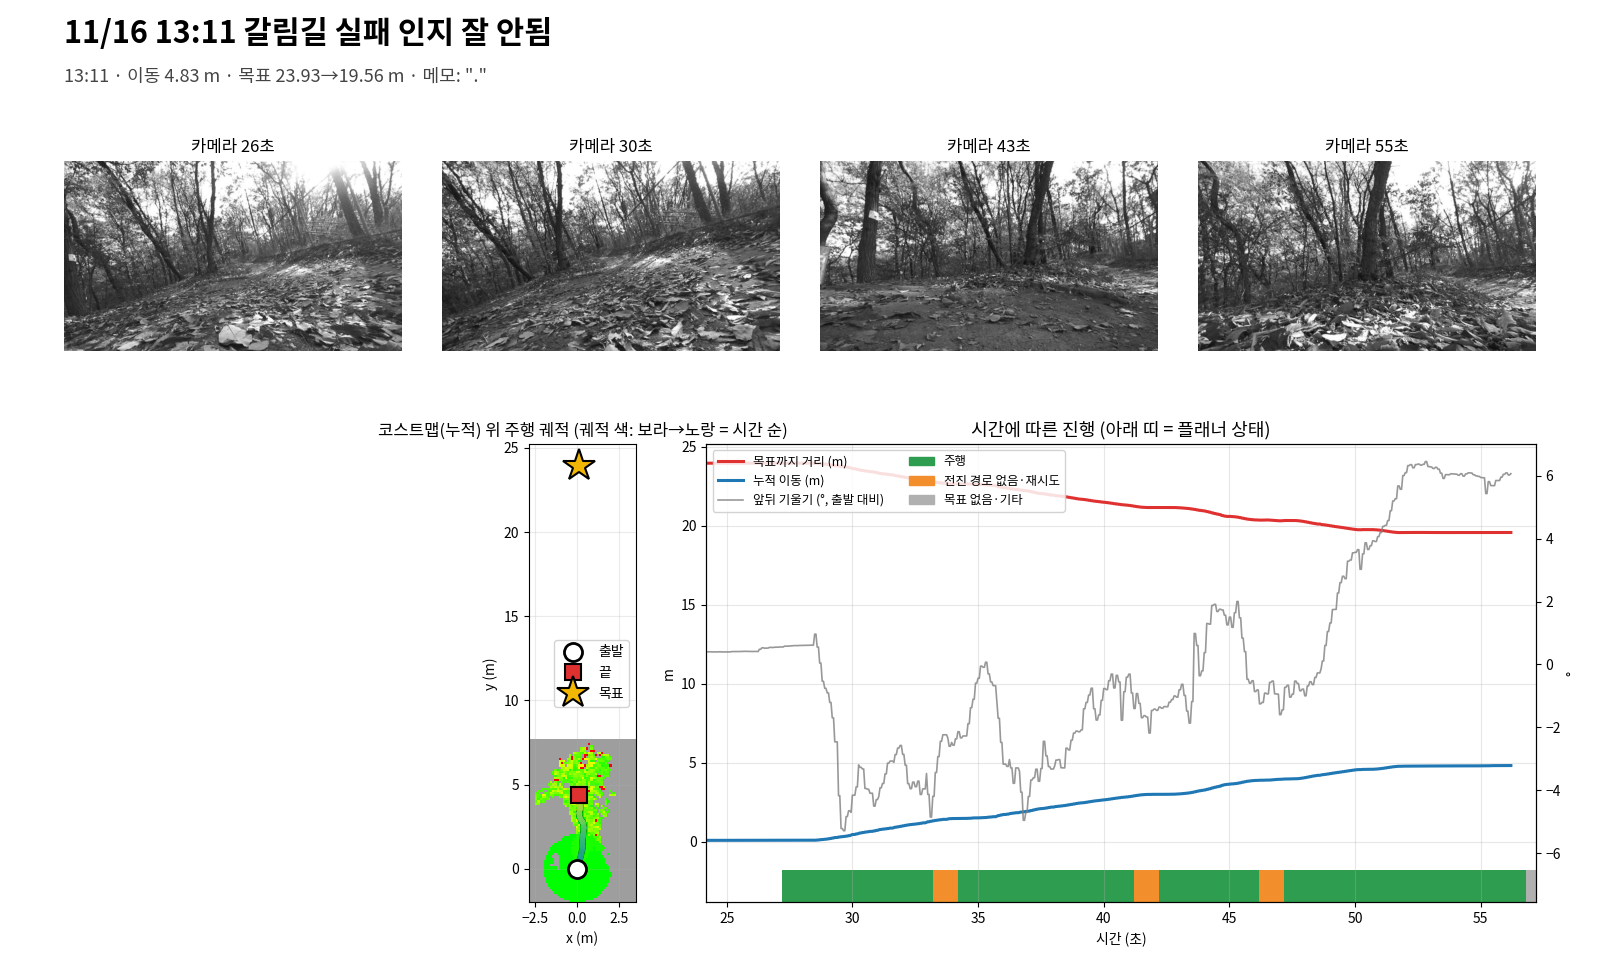 11/16 13:11 갈림길 실패 인지 잘 안됨
13:11 · 이동 4.83 m · 목표 23.93→19.56 m · 메모: "."
카메라 26초
카메라 30초
카메라 43초
카메라 55초
코스트맵(누적) 위 주행 궤적 (궤적 색: 보라→노랑 = 시간 순)
25
20
15
10
5
0
y (m)
출발
끝
목표
−2.5
0.0
2.5
x (m)
시간에 따른 진행 (아래 띠 = 플래너 상태)
25
20
15
10
5
0
m
목표까지 거리 (m)
누적 이동 (m)
앞뒤 기울기 (°, 출발 대비)
주행
전진 경로 없음·재시도
목표 없음·기타
6
4
2
0
−2
−4
−6
°
25
30
35
40
45
50
55
시간 (초)